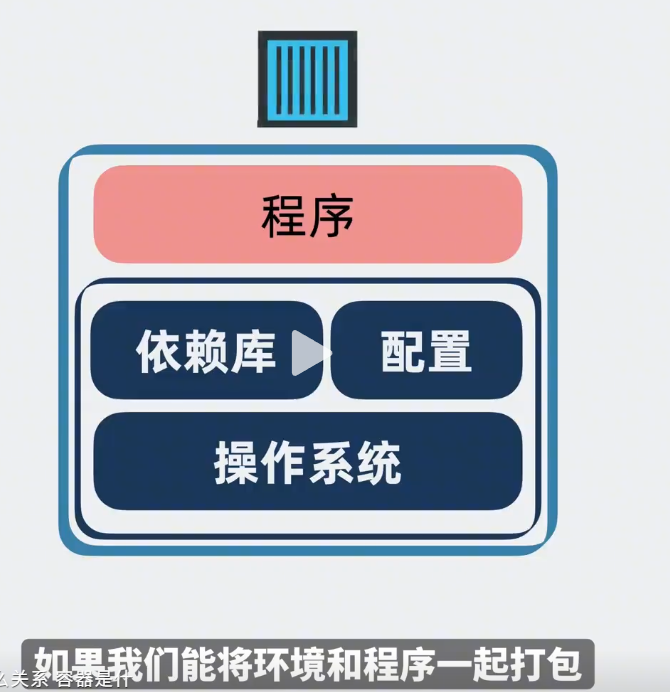 程序
依赖库
配置
操作系统
如果我们能将环境和程序一起打包
么关系 容器是什